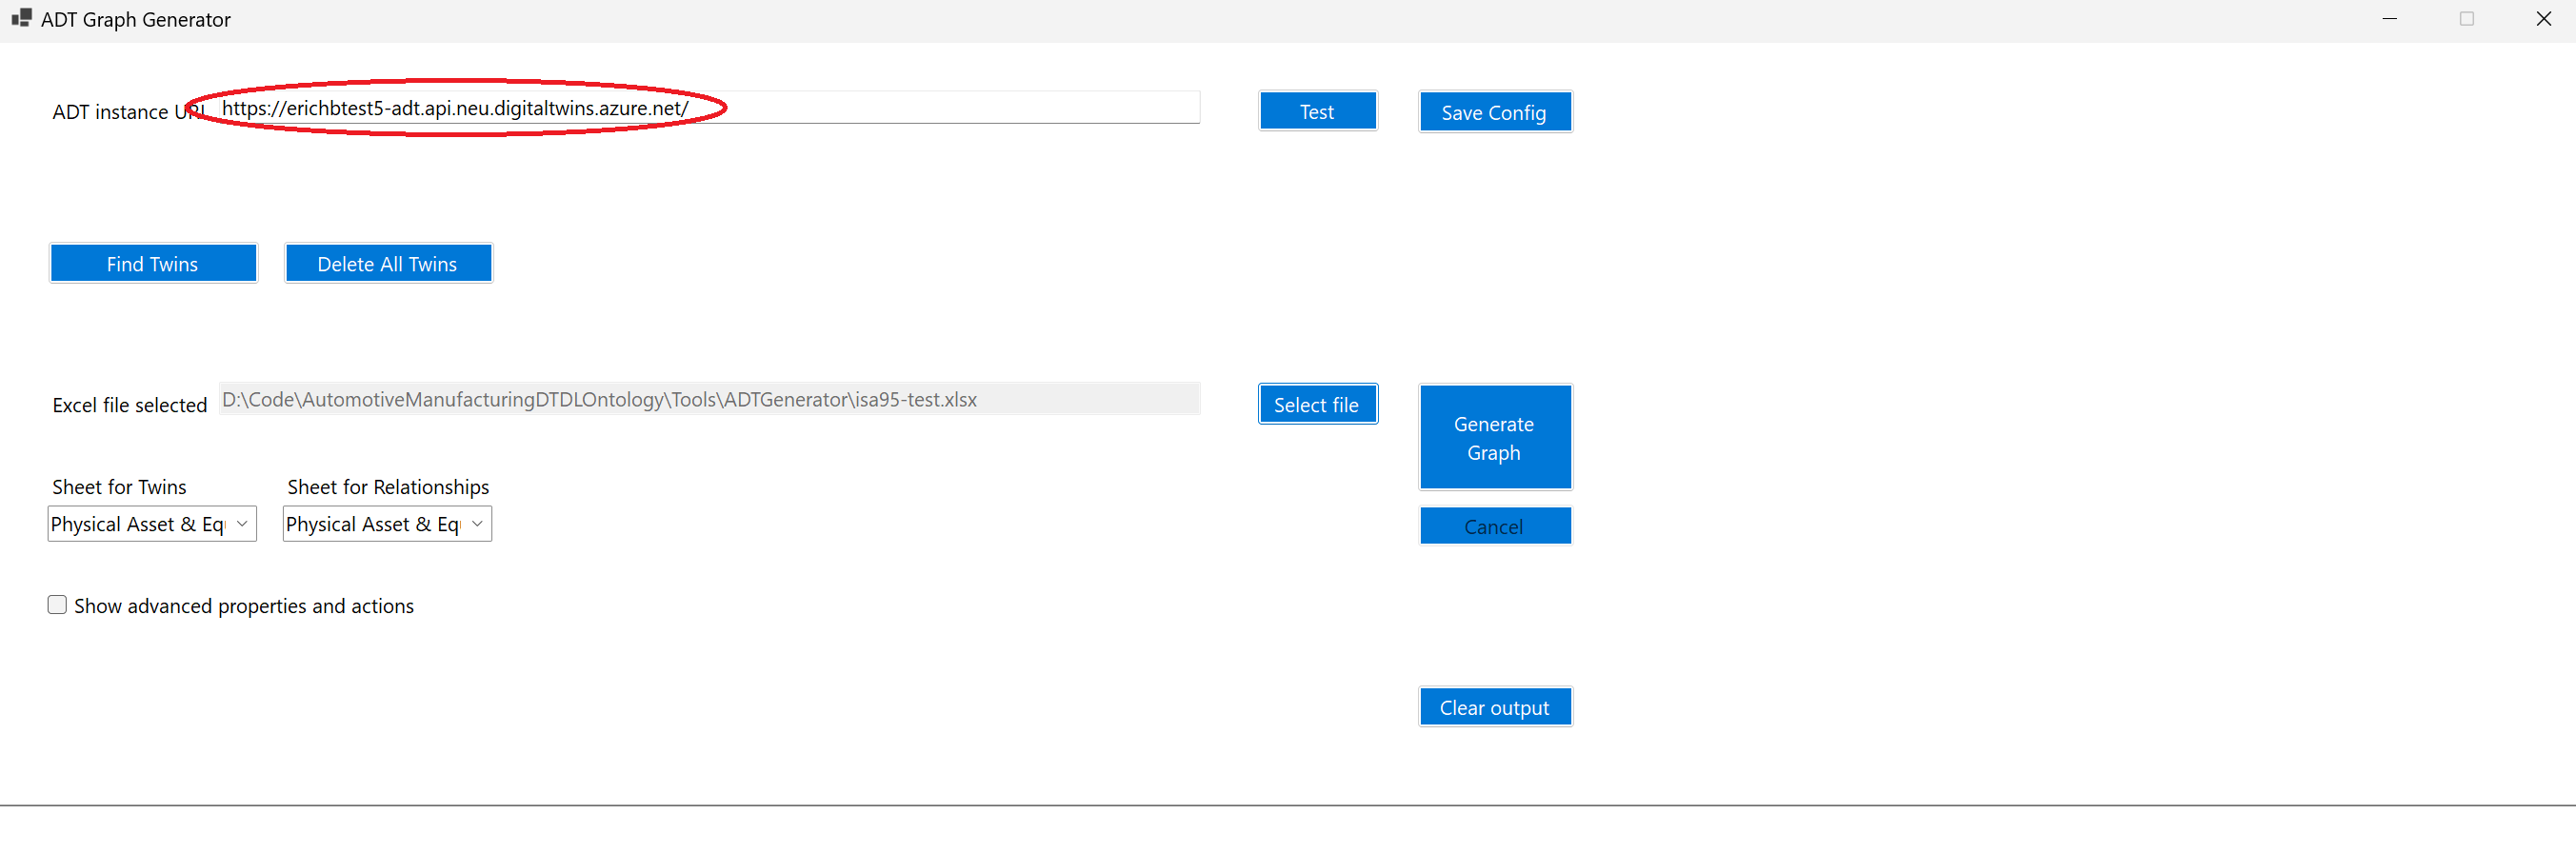 ADT Graph Generator
ADT instance URL https://erichbtest5-adt.api.neu.digitaltwins.azure.net/ Test Save Config
Find Twins Delete All Twins
Excel file selected D:\Code\AutomotiveManufacturingDTDLOntology\Tools\ADTGenerator\isa95-test.xlsx Select file
Generate
Graph
Sheet for Twins Sheet for Relationships
Physical Asset & Eq Physical Asset & Eq
Cancel
Show advanced properties and actions
Clear output